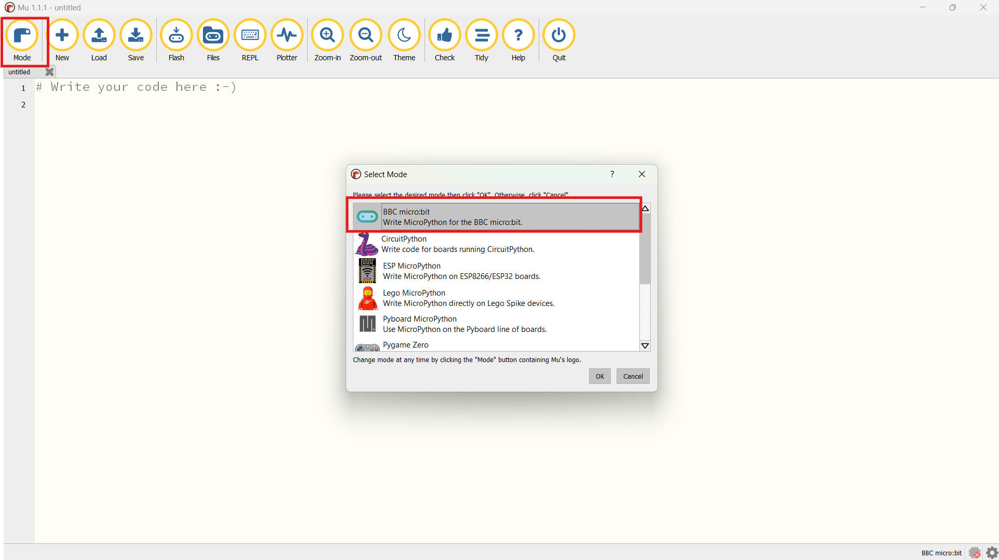 Mu 1.1.1 - untitled
Mode New Load Save Flash Files REPL Plotter Zoom-in Zoom-out Theme Check Tidy Help Quit
untitled
1 # Write your code here :-)
2
Select Mode ?
Please select the desired mode then click "OK". Otherwise, click "Cancel".
BBC micro:bit
Write MicroPython for the BBC micro:bit.
CircuitPython
Write code for boards running CircuitPython.
ESP MicroPython
Write MicroPython on ESP8266/ESP32 boards.
Lego MicroPython
Write MicroPython directly on Lego Spike devices.
Pyboard MicroPython
Use MicroPython on the Pyboard line of boards.
Pygame Zero
Change mode at any time by clicking the "Mode" button containing Mu's logo.
OK Cancel
BBC micro:bit